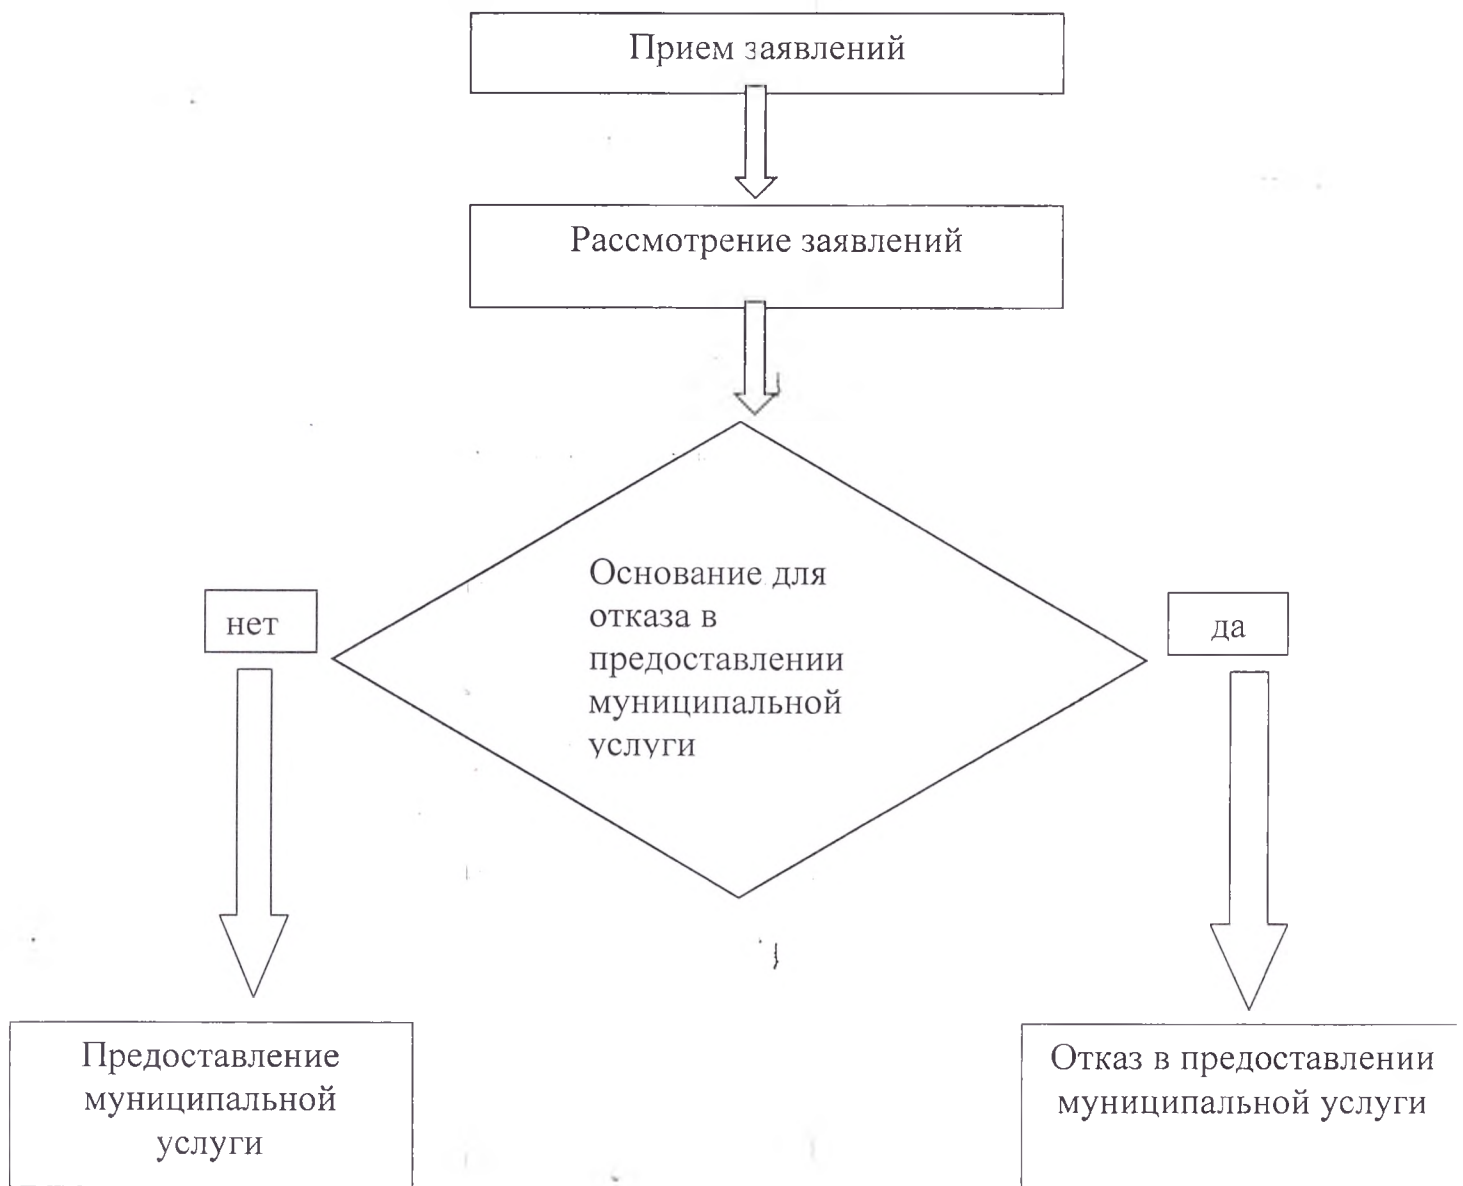 Прием заявлений
Рассмотрение заявлений
Основание для
отказа в
предоставлении
муниципальной
услуги
нет
да
Предоставление
муниципальной
услуги
Отказ в предоставлении
муниципальной услуги